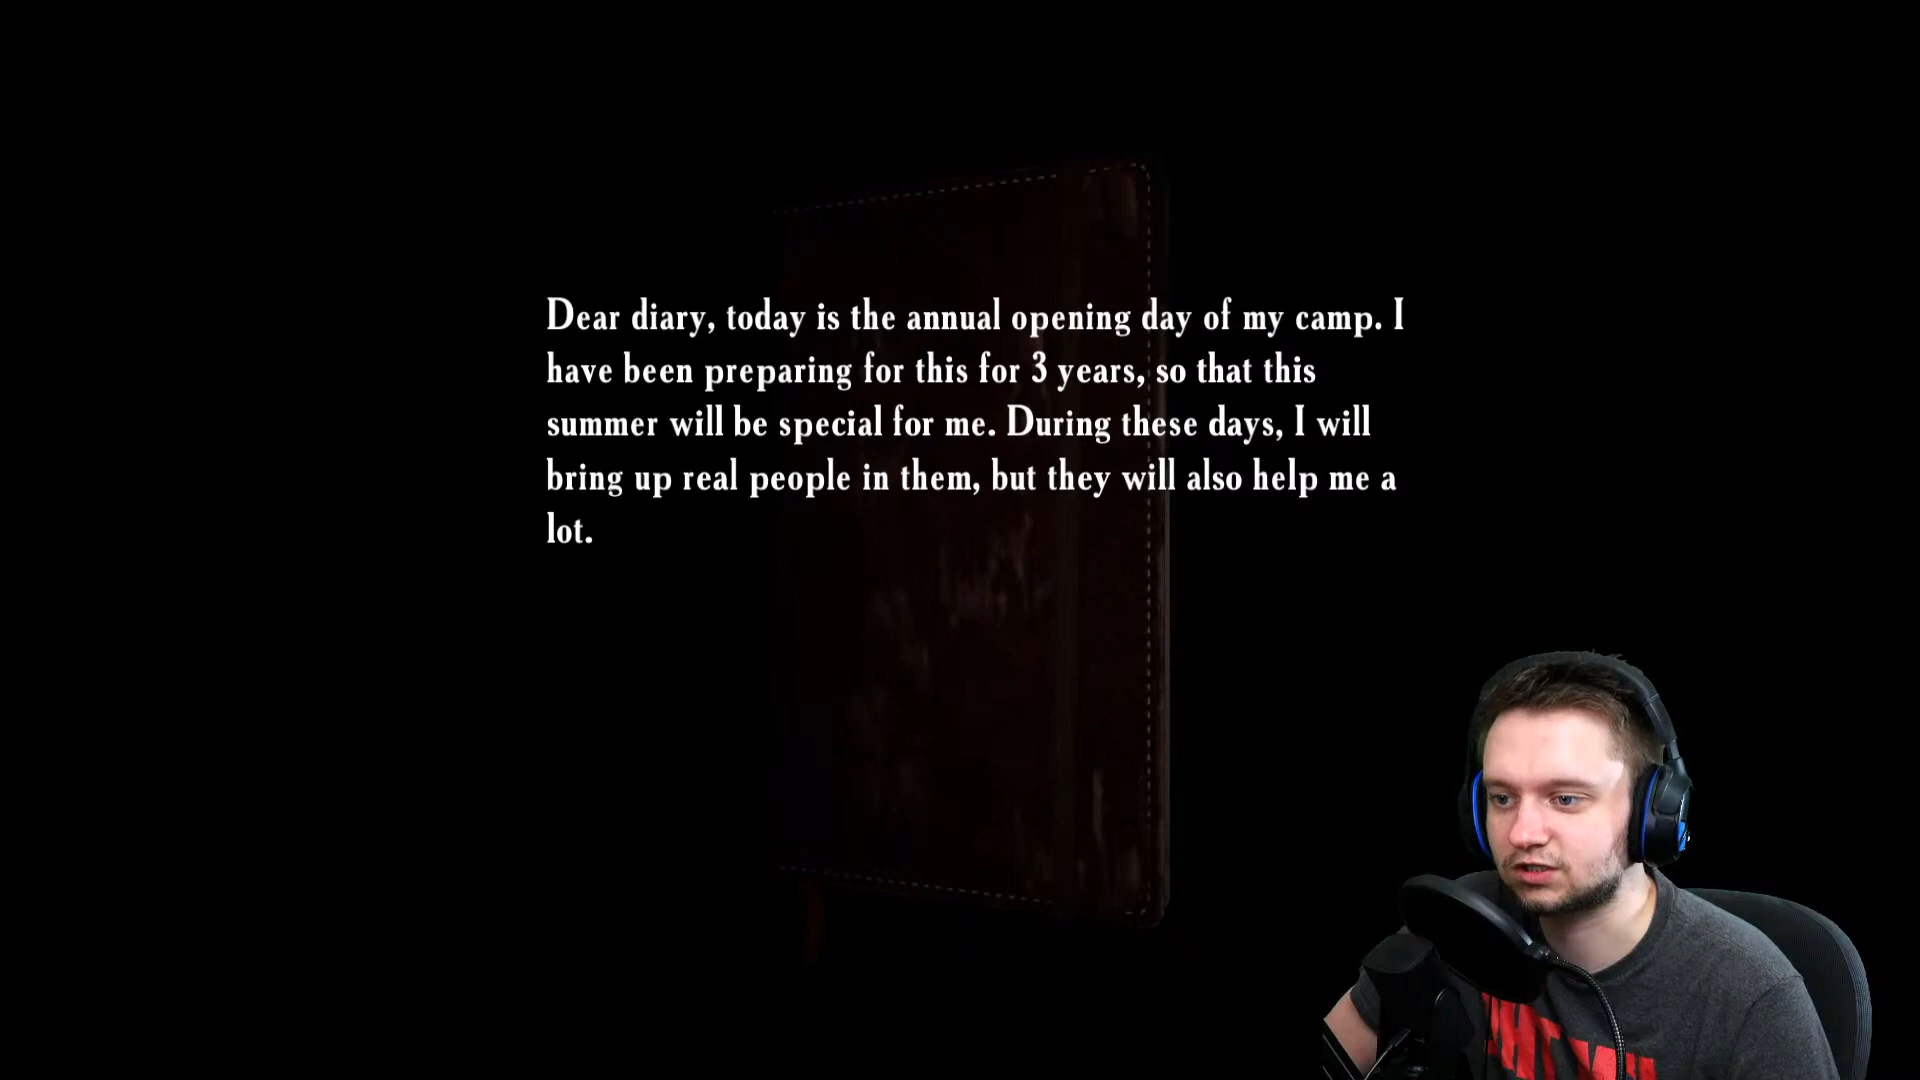 Dear diary, today is the annual opening day of my camp. I
have been preparing for this for 3 years, so that this
summer will be special for me. During these days, I will
bring up real people in them, but they will also help me a
lot.